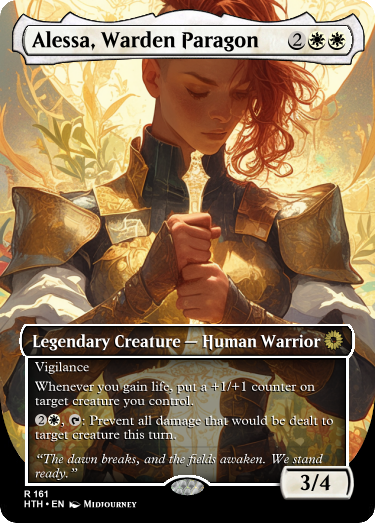 Alessa, Warden Paragon 2
Legendary Creature — Human Warrior
Vigilance
Whenever you gain life, put a +1/+1 counter on
target creature you control.
2, : Prevent all damage that would be dealt to
target creature this turn.
“The dawn breaks, and the fields awaken. We stand
ready.”
3/4
R 161
HTH • EN Midjourney